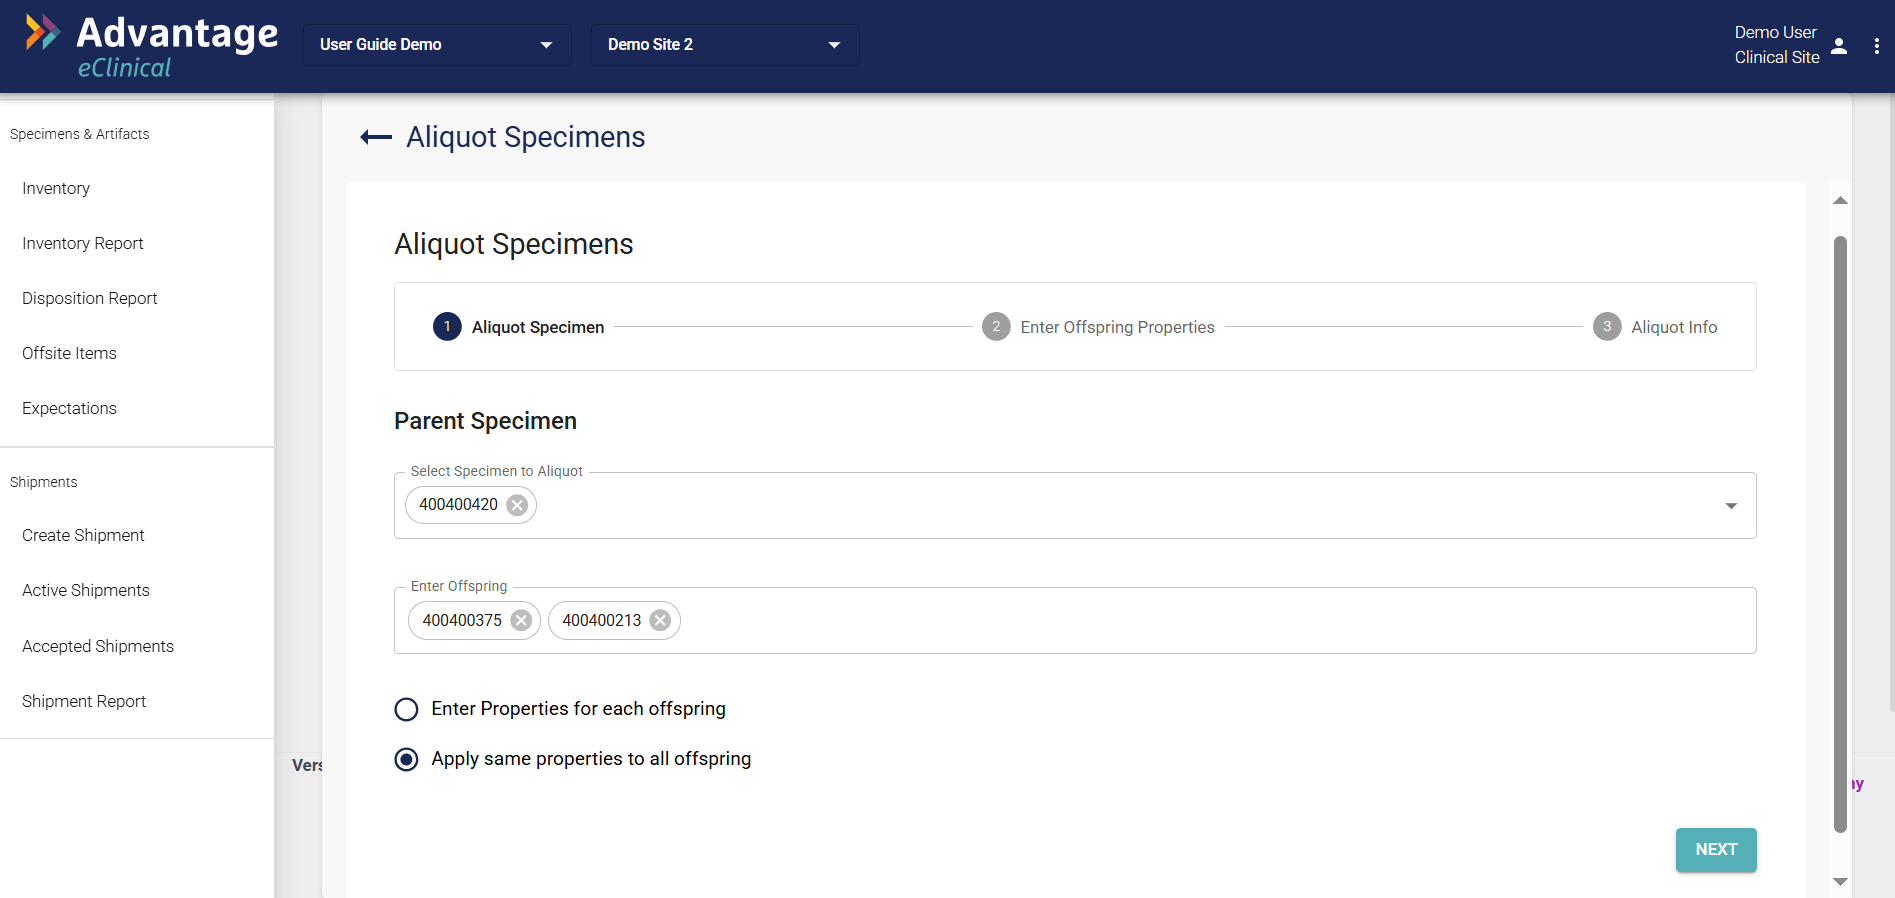 Advantage
eClinical
User Guide Demo
Demo Site 2
Demo User
Clinical Site
Specimens & Artifacts
Inventory
Inventory Report
Disposition Report
Offsite Items
Expectations
Shipments
Create Shipment
Active Shipments
Accepted Shipments
Shipment Report
Aliquot Specimens
Aliquot Specimens
1 Aliquot Specimen 2 Enter Offspring Properties 3 Aliquot Info
Parent Specimen
Select Specimen to Aliquot
400400420
Enter Offspring
400400375 400400213
Enter Properties for each offspring
Apply same properties to all offspring
NEXT